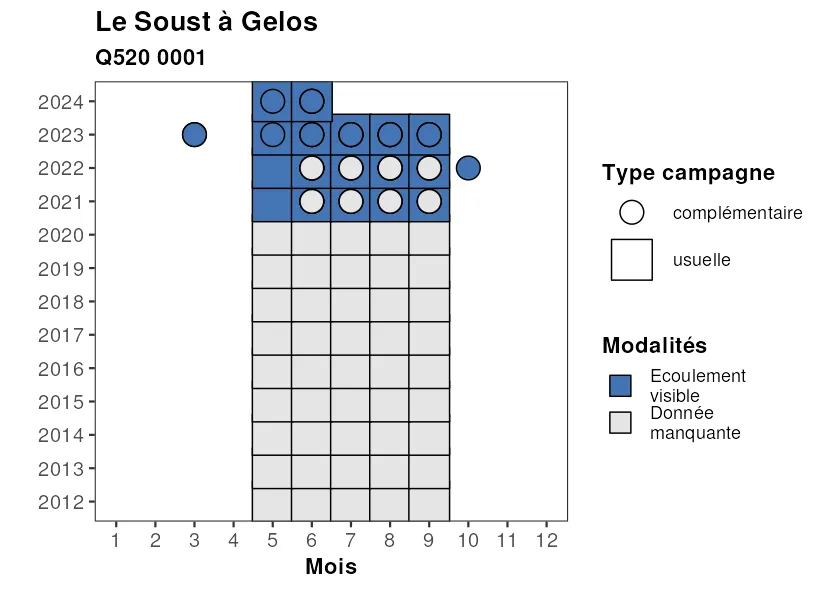 Le Soust à Gelos
Q520 0001
2024
2023
2022
2021
2020
2019
2018
2017
2016
2015
2014
2013
2012
1 2 3 4 5 6 7 8 9 10 11 12
Mois
Type campagne
complémentaire
usuelle
Modalités
Ecoulement
visible
Donnée
manquante